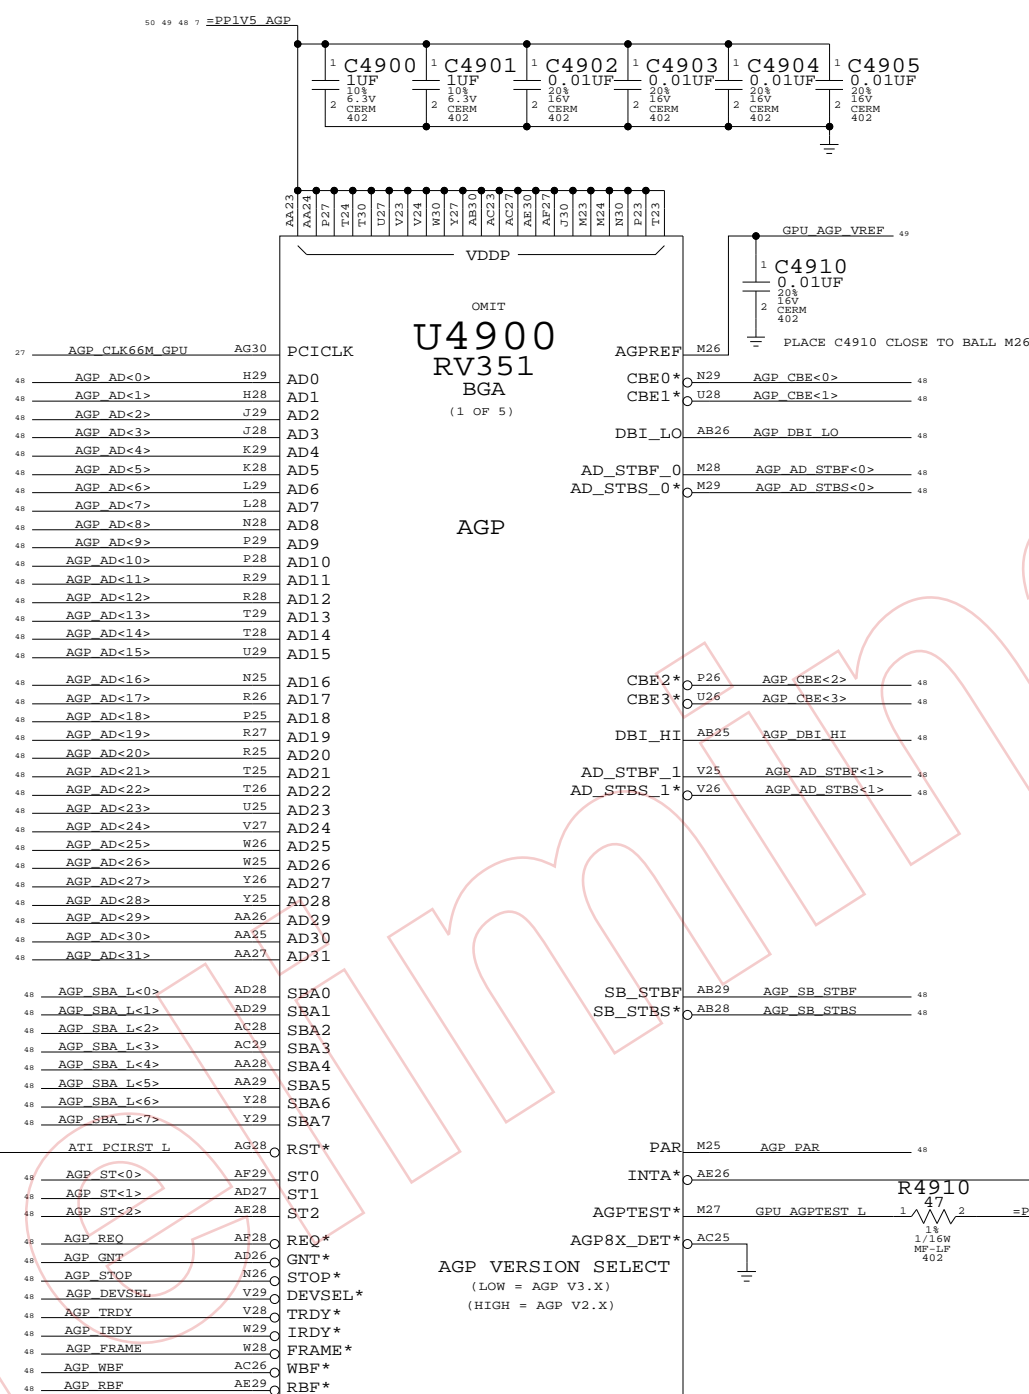 50 49 48 7 =PP1V5_AGP
1 C4900 1UF 10% 6.3V CERM 402 2
1 C4901 1UF 10% 6.3V CERM 402 2
1 C4902 0.01UF 20% 16V CERM 402 2
1 C4903 0.01UF 20% 16V CERM 402 2
1 C4904 0.01UF 20% 16V CERM 402 2
1 C4905 0.01UF 20% 16V CERM 402 2
AA23 AA24 P27 T24 T30 U27 V23 V24 W30 Y27 AB30 AC23 AC27 AE30 AF27 J30 M23 M24 N30 P23 T23
VDDP
GPU_AGP_VREF 49
1 C4910 0.01UF 20% 16V CERM 402 2
PLACE C4910 CLOSE TO BALL M26
OMIT
U4900
RV351
BGA
(1 OF 5)
AGP
27 AGP_CLK66M_GPU AG30 PCICLK
48 AGP_AD<0> H29 AD0
48 AGP_AD<1> H28 AD1
48 AGP_AD<2> J29 AD2
48 AGP_AD<3> J28 AD3
48 AGP_AD<4> K29 AD4
48 AGP_AD<5> K28 AD5
48 AGP_AD<6> L29 AD6
48 AGP_AD<7> L28 AD7
48 AGP_AD<8> N28 AD8
48 AGP_AD<9> P29 AD9
48 AGP_AD<10> P28 AD10
48 AGP_AD<11> R29 AD11
48 AGP_AD<12> R28 AD12
48 AGP_AD<13> T29 AD13
48 AGP_AD<14> T28 AD14
48 AGP_AD<15> U29 AD15
48 AGP_AD<16> N25 AD16
48 AGP_AD<17> R26 AD17
48 AGP_AD<18> P25 AD18
48 AGP_AD<19> R27 AD19
48 AGP_AD<20> R25 AD20
48 AGP_AD<21> T25 AD21
48 AGP_AD<22> T26 AD22
48 AGP_AD<23> U25 AD23
48 AGP_AD<24> V27 AD24
48 AGP_AD<25> W26 AD25
48 AGP_AD<26> W25 AD26
48 AGP_AD<27> Y26 AD27
48 AGP_AD<28> Y25 AD28
48 AGP_AD<29> AA26 AD29
48 AGP_AD<30> AA25 AD30
48 AGP_AD<31> AA27 AD31
48 AGP_SBA_L<0> AD28 SBA0
48 AGP_SBA_L<1> AD29 SBA1
48 AGP_SBA_L<2> AC28 SBA2
48 AGP_SBA_L<3> AC29 SBA3
48 AGP_SBA_L<4> AA28 SBA4
48 AGP_SBA_L<5> AA29 SBA5
48 AGP_SBA_L<6> Y28 SBA6
48 AGP_SBA_L<7> Y29 SBA7
ATI_PCIRST_L AG28 RST*
48 AGP_ST<0> AF29 ST0
48 AGP_ST<1> AD27 ST1
48 AGP_ST<2> AE28 ST2
48 AGP_REQ AF28 REQ*
48 AGP_GNT AD26 GNT*
48 AGP_STOP N26 STOP*
48 AGP_DEVSEL V29 DEVSEL*
48 AGP_TRDY V28 TRDY*
48 AGP_IRDY W29 IRDY*
48 AGP_FRAME W28 FRAME*
48 AGP_WBF AC26 WBF*
48 AGP_RBF AE29 RBF*
AGPREF M26
CBE0* N29 AGP_CBE<0> 48
CBE1* U28 AGP_CBE<1> 48
DBI_LO AB26 AGP_DBI_LO 48
AD_STBF_0 M28 AGP_AD_STBF<0> 48
AD_STBS_0* M29 AGP_AD_STBS<0> 48
CBE2* P26 AGP_CBE<2> 48
CBE3* U26 AGP_CBE<3> 48
DBI_HI AB25 AGP_DBI_HI 48
AD_STBF_1 V25 AGP_AD_STBF<1> 48
AD_STBS_1* V26 AGP_AD_STBS<1> 48
SB_STBF AB29 AGP_SB_STBF 48
SB_STBS* AB28 AGP_SB_STBS 48
PAR M25 AGP_PAR 48
INTA* AE26
AGPTEST* M27 GPU_AGPTEST_L 1 R4910 47 2 =P
1% 1/16W MF-LF 402
AGP8X_DET* AC25
AGP VERSION SELECT
(LOW = AGP V3.X)
(HIGH = AGP V2.X)
elimin